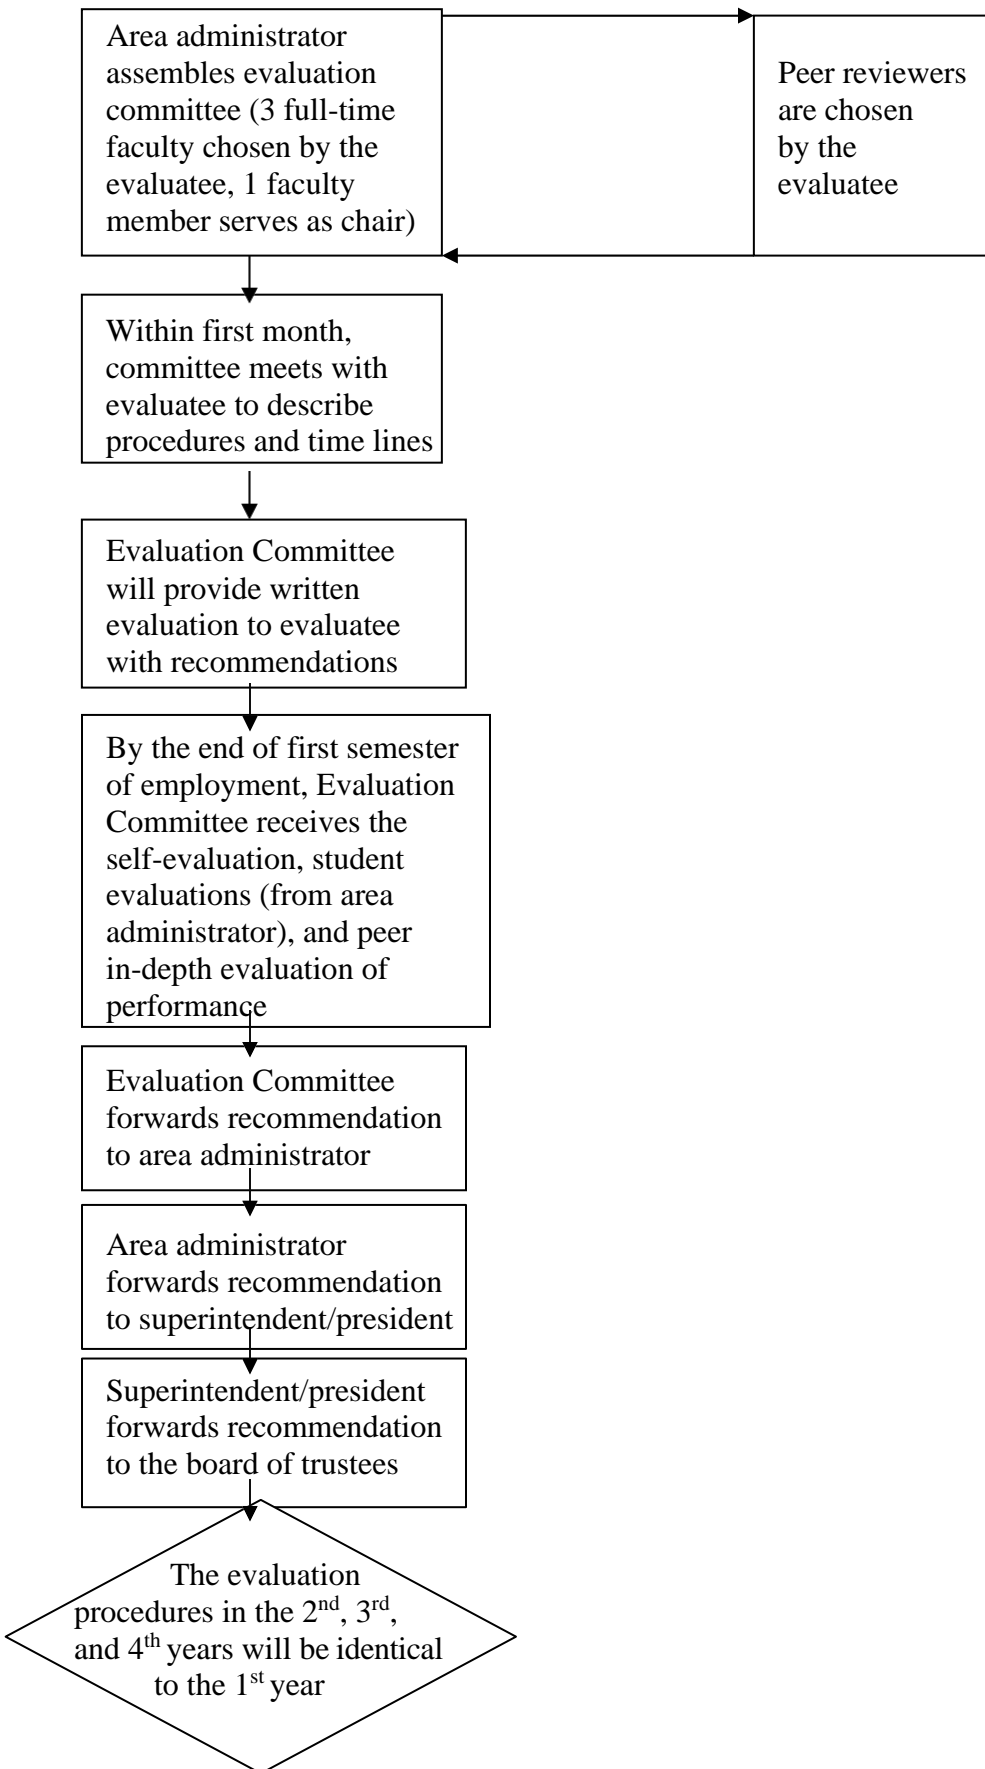 Area administrator
assembles evaluation
committee (3 full-time
faculty chosen by the
evaluatee, 1 faculty
member serves as chair)
Peer reviewers
are chosen
by the
evaluatee
Within first month,
committee meets with
evaluatee to describe
procedures and time lines
Evaluation Committee
will provide written
evaluation to evaluatee
with recommendations
By the end of first semester
of employment, Evaluation
Committee receives the
self-evaluation, student
evaluations (from area
administrator), and peer
in-depth evaluation of
performance
Evaluation Committee
forwards recommendation
to area administrator
Area administrator
forwards recommendation
to superintendent/president
Superintendent/president
forwards recommendation
to the board of trustees
The evaluation
procedures in the 2nd, 3rd,
and 4th years will be identical
to the 1st year